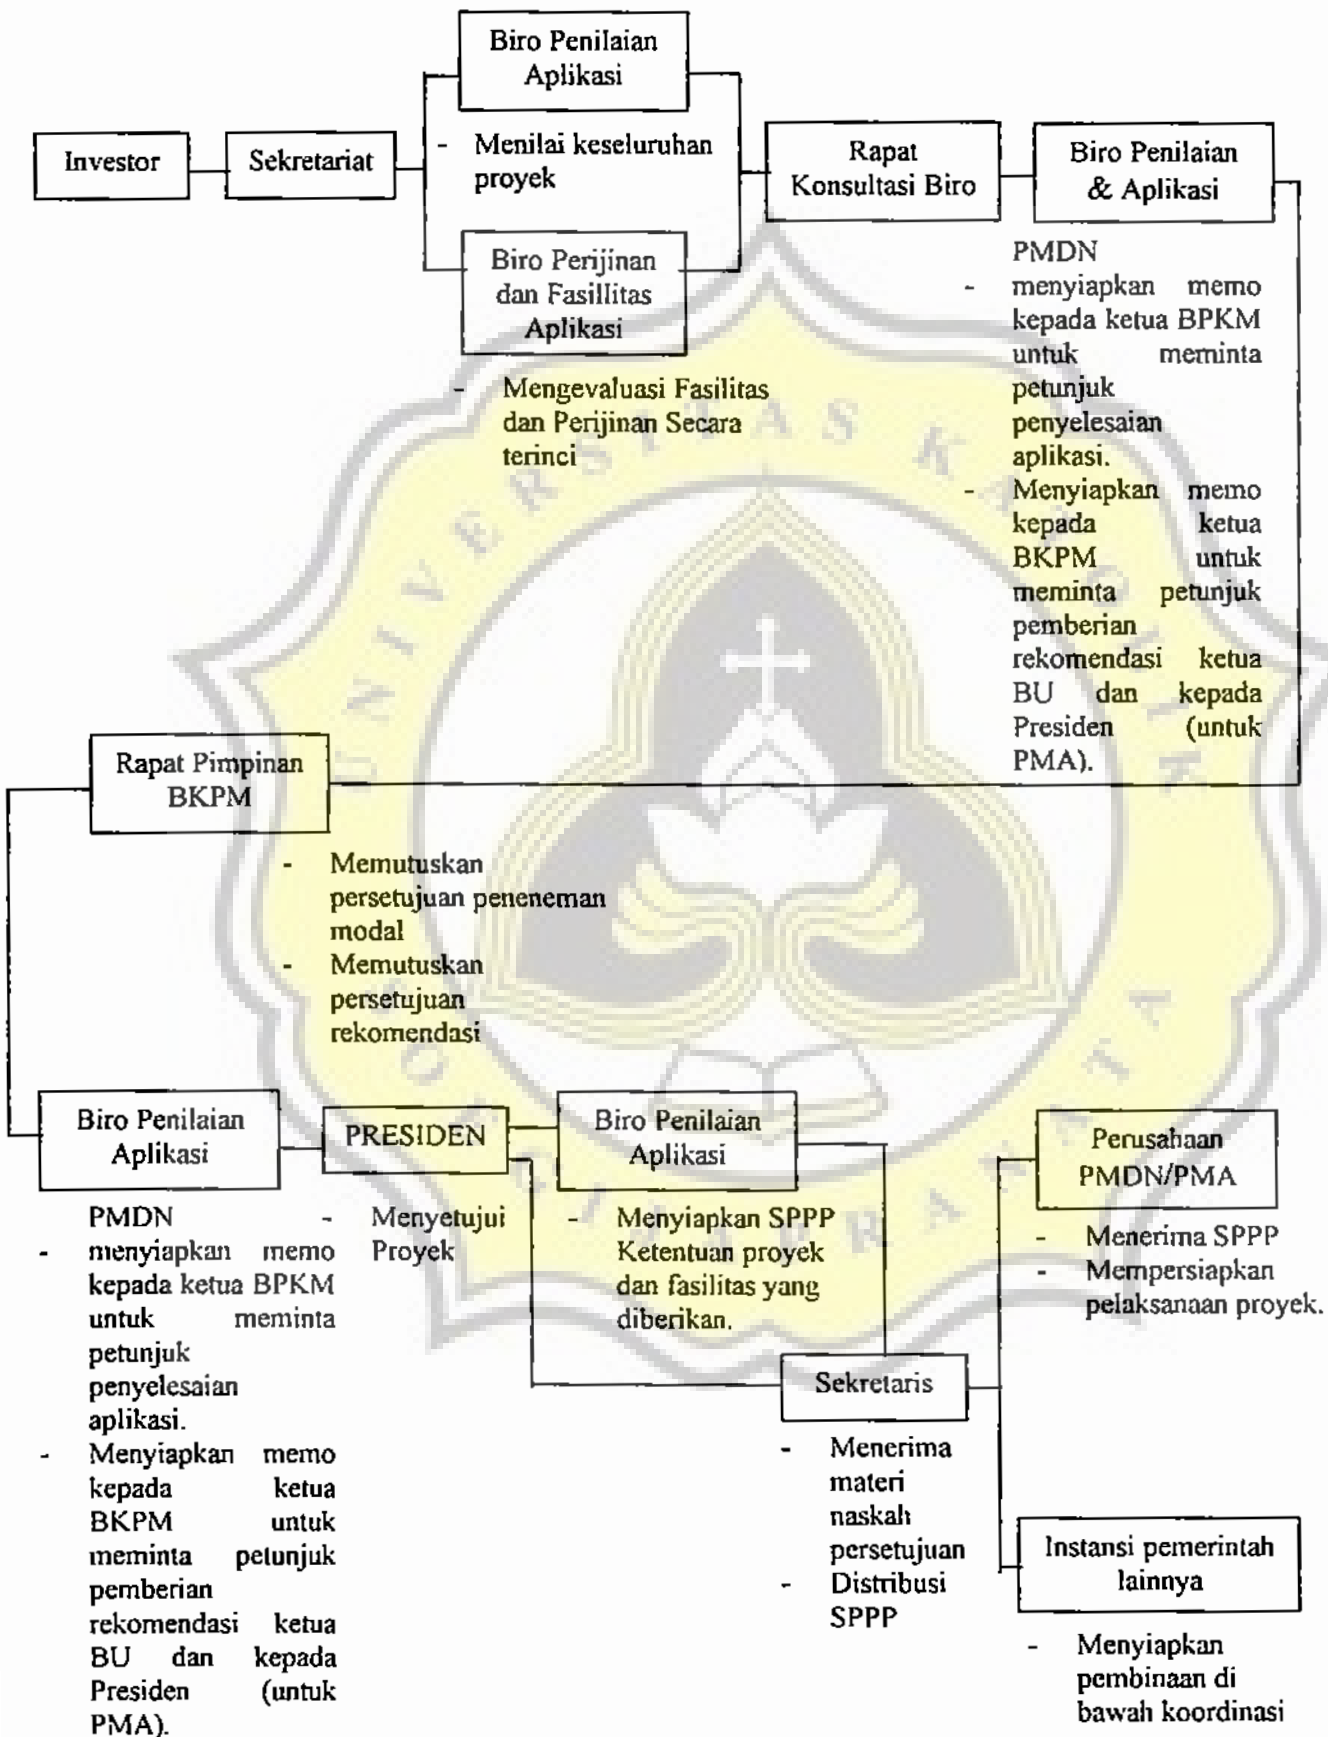 Biro Penilaian
Aplikasi
Investor
Sekretariat
- Menilai keseluruhan
proyek
Biro Perijinan
dan Fasillitas
Aplikasi
- Mengevaluasi Fasilitas
dan Perijinan Secara
terinci
Rapat
Konsultasi Biro
Biro Penilaian
& Aplikasi
PMDN
- menyiapkan memo
kepada ketua BPKM
untuk meminta
petunjuk
penyelesaian
aplikasi.
- Menyiapkan memo
kepada ketua
BKPM untuk
meminta petunjuk
pemberian
rekomendasi ketua
BU dan kepada
Presiden (untuk
PMA).
Rapat Pimpinan
BKPM
- Memutuskan
persetujuan peneneman
modal
- Memutuskan
persetujuan
rekomendasi
Biro Penilaian
Aplikasi
PMDN
- menyiapkan memo
kepada ketua BPKM
untuk meminta
petunjuk
penyelesaian
aplikasi.
- Menyiapkan memo
kepada ketua
BKPM untuk
meminta petunjuk
pemberian
rekomendasi ketua
BU dan kepada
Presiden (untuk
PMA).
PRESIDEN
- Menyetujui
Proyek
Biro Penilaian
Aplikasi
- Menyiapkan SPPP
Ketentuan proyek
dan fasilitas yang
diberikan.
Sekretaris
- Menerima
materi
naskah
persetujuan
- Distribusi
SPPP
Perusahaan
PMDN/PMA
- Menerima SPPP
- Mempersiapkan
pelaksanaan proyek.
Instansi pemerintah
lainnya
- Menyiapkan
pembinaan di
bawah koordinasi
UNIVERSITAS KATOLIK
SOEGIJAPRANATA